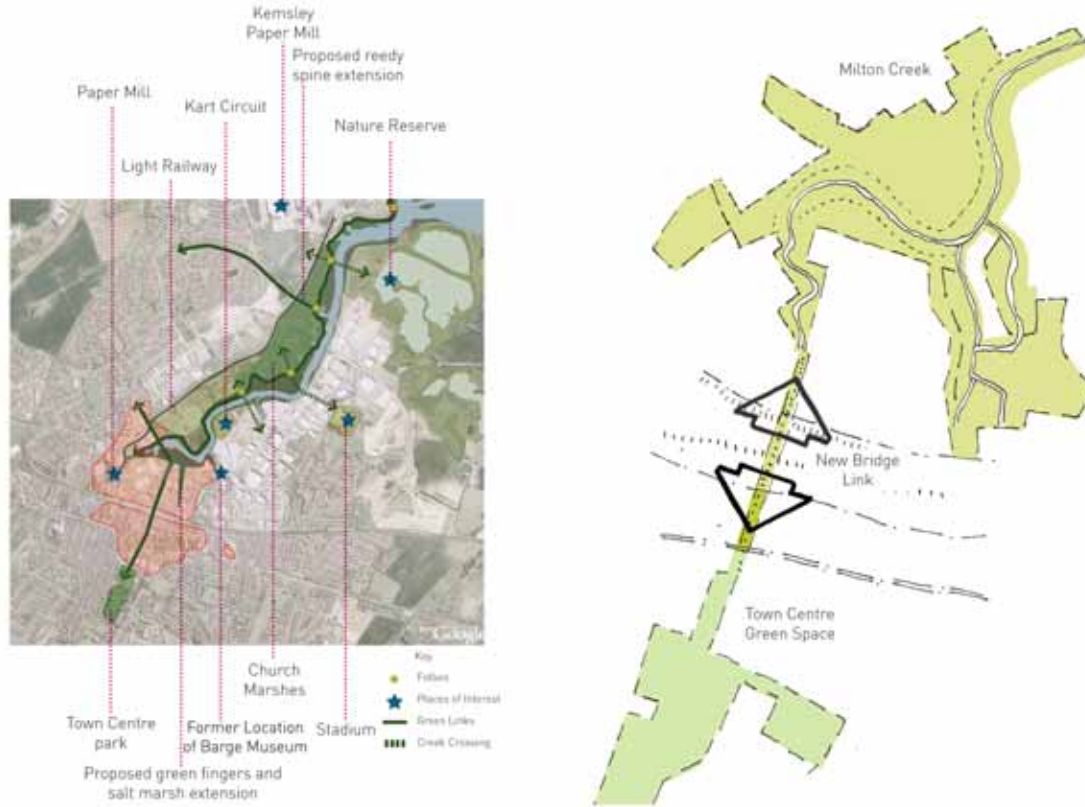 Kemsley
Paper Mill
Proposed reedy
spine extension
Paper Mill
Kart Circuit
Nature Reserve
Light Railway
Google
Key
Follies
Places of Interest
Green Links
Creek Crossing
Church
Marshes
Town Centre
park
Former Location
of Barge Museum
Stadium
Proposed green fingers and
salt marsh extension
Milton Creek
New Bridge
Link
Town Centre
Green Space